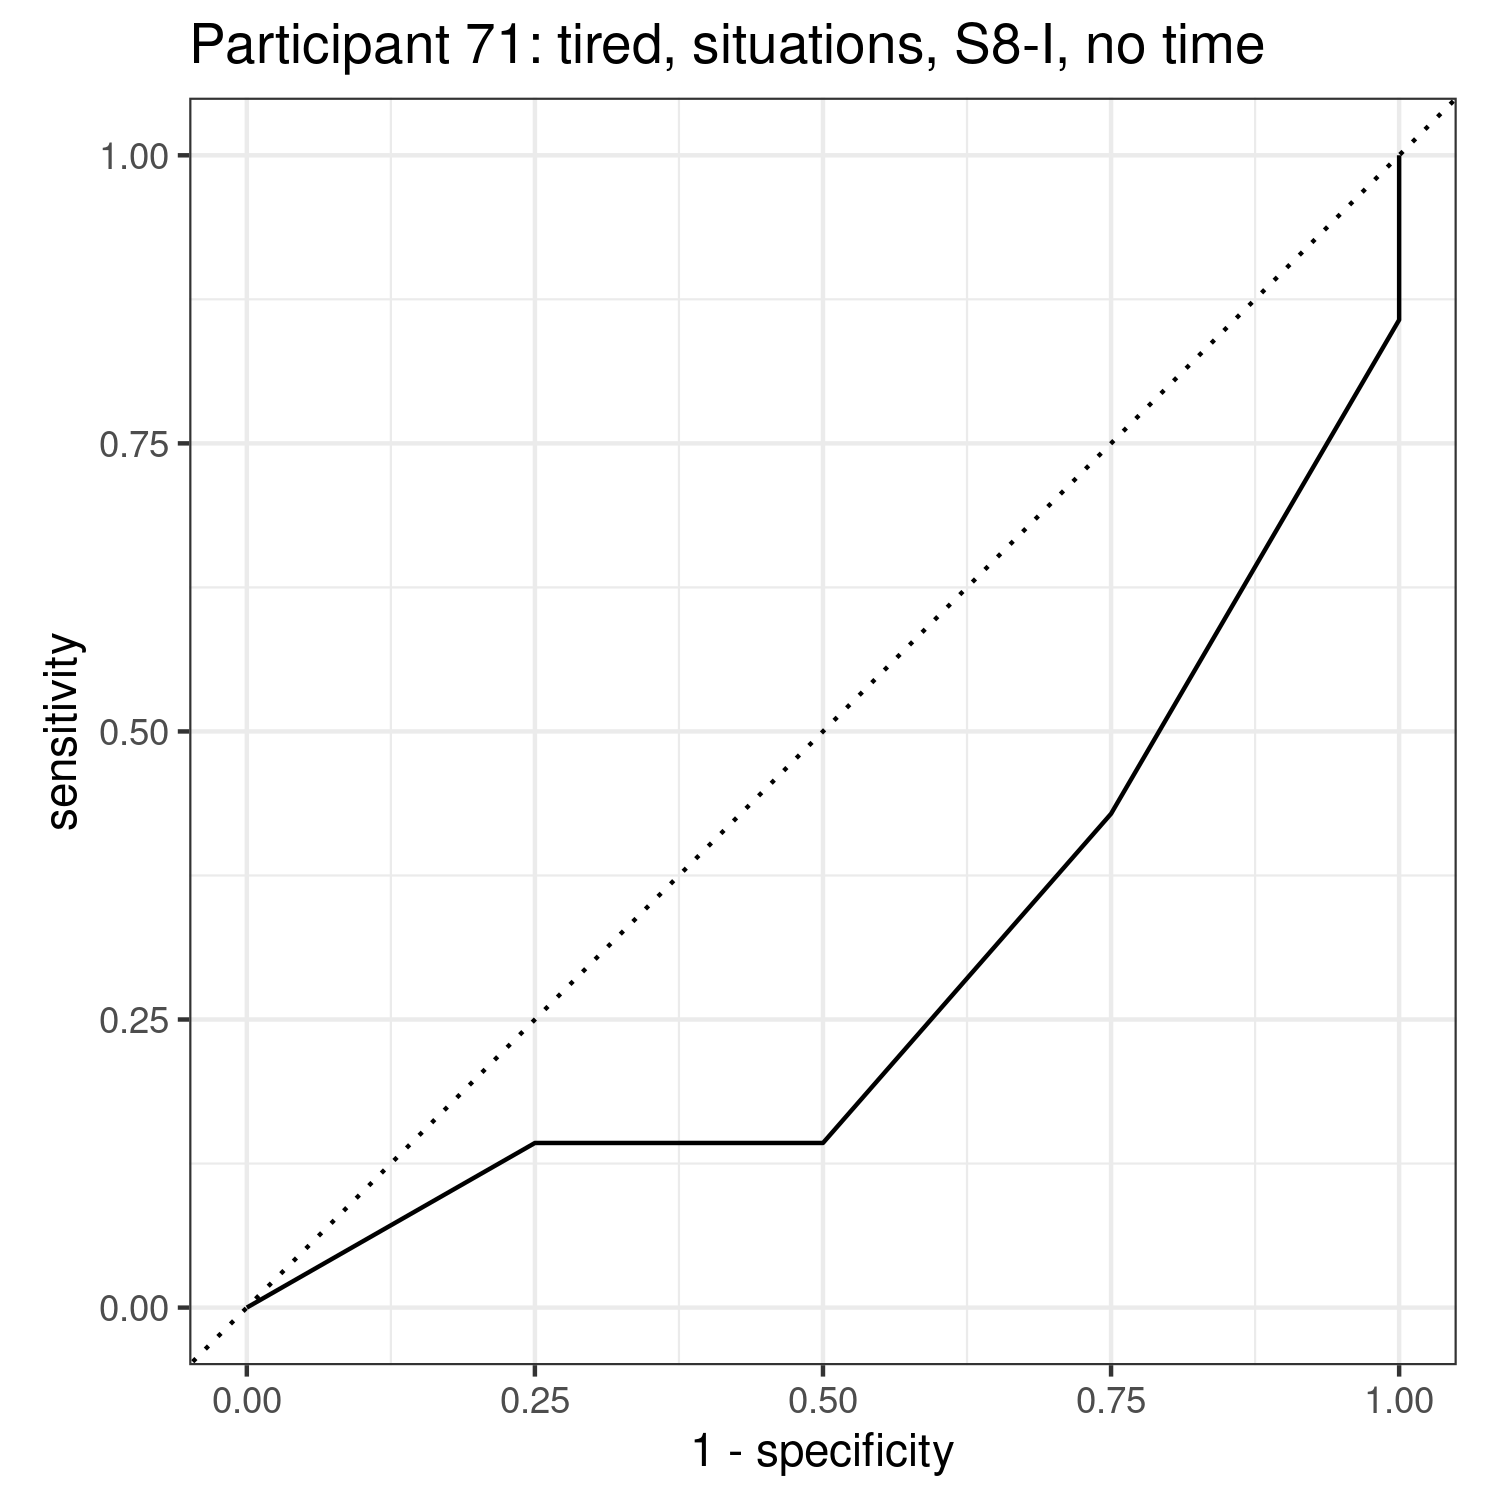 Participant 71: tired, situations, S8-I, no time
1.00
0.75
0.50
0.25
0.00
sensitivity
0.00 0.25 0.50 0.75 1.00
1 - specificity